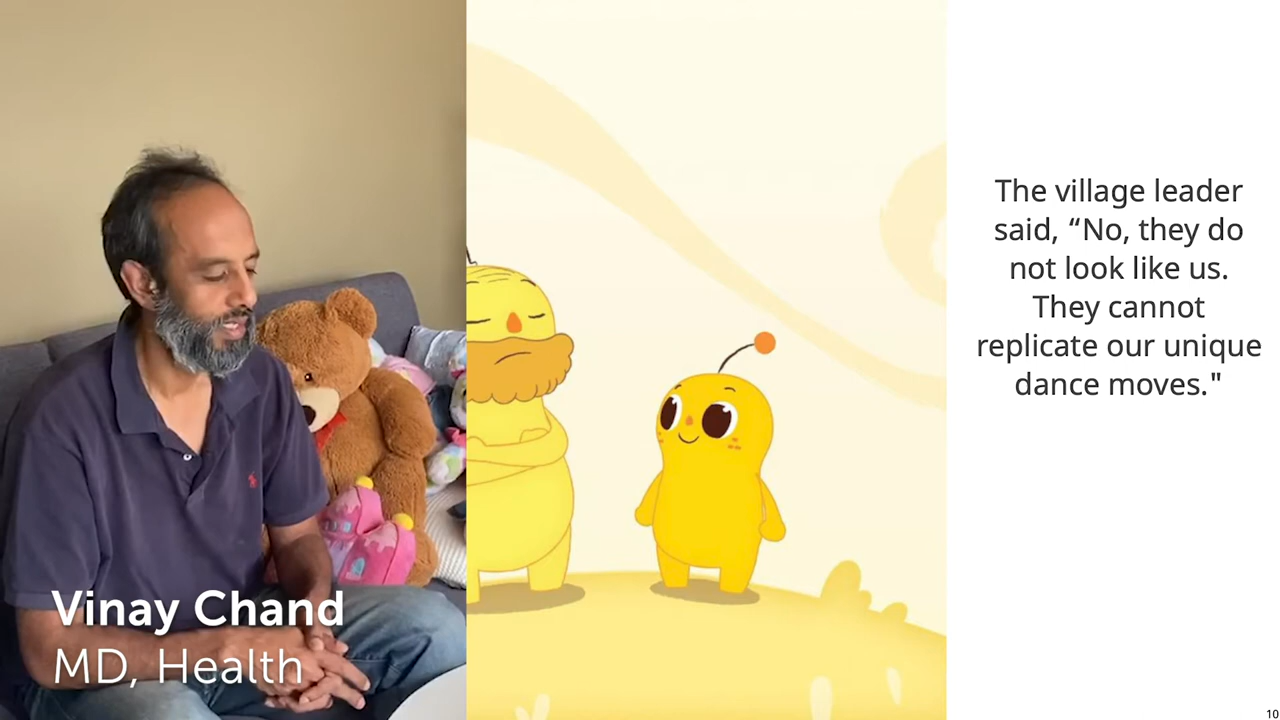 Vinay Chand
MD, Health
The village leader
said, “No, they do
not look like us.
They cannot
replicate our unique
dance moves."
10